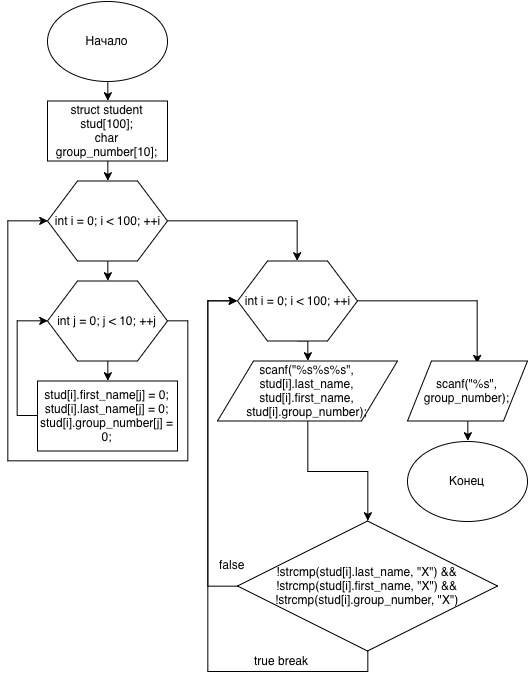 Начало
struct student
stud[100];
char
group_number[10];
int i = 0; i < 100; ++i
int j = 0; j < 10; ++j
stud[i].first_name[j] = 0;
stud[i].last_name[j] = 0;
stud[i].group_number[j] =
0;
int i = 0; i < 100; ++i
scanf("%s%s%s",
stud[i].last_name,
stud[i].first_name,
stud[i].group_number);
scanf("%s",
group_number);
Конец
false
!strcmp(stud[i].last_name, "X") &&
!strcmp(stud[i].first_name, "X") &&
!strcmp(stud[i].group_number, "X")
true break